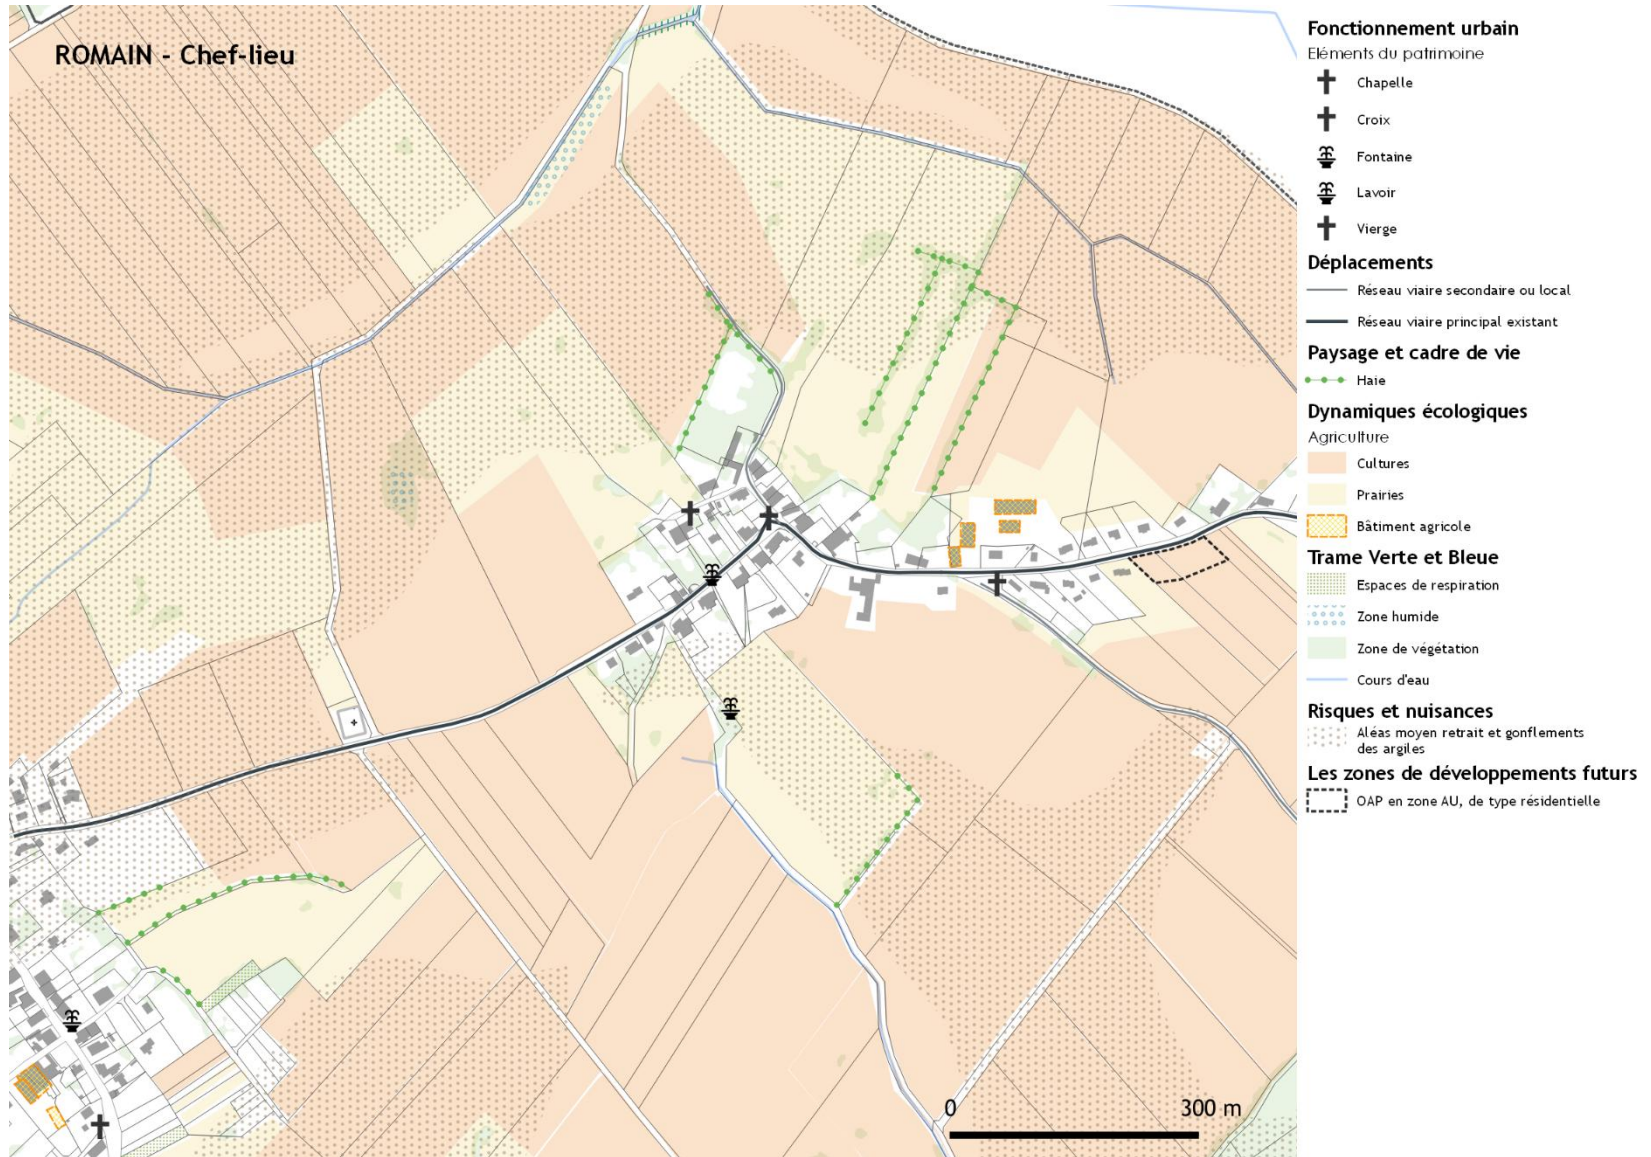 ROMAIN - Chef-lieu
Fonctionnement urbain
Eléments du patrimoine
Chapelle
Croix
Fontaine
Lavoir
Vierge
Déplacements
Réseau viaire secondaire ou local
Réseau viaire principal existant
Paysage et cadre de vie
Haie
Dynamiques écologiques
Agriculture
Cultures
Prairies
Bâtiment agricole
Trame Verte et Bleue
Espaces de respiration
Zone humide
Zone de végétation
Cours d'eau
Risques et nuisances
Aléas moyen retrait et gonflements
des argiles
Les zones de développements futurs
OAP en zone AU, de type résidentielle
0 300 m